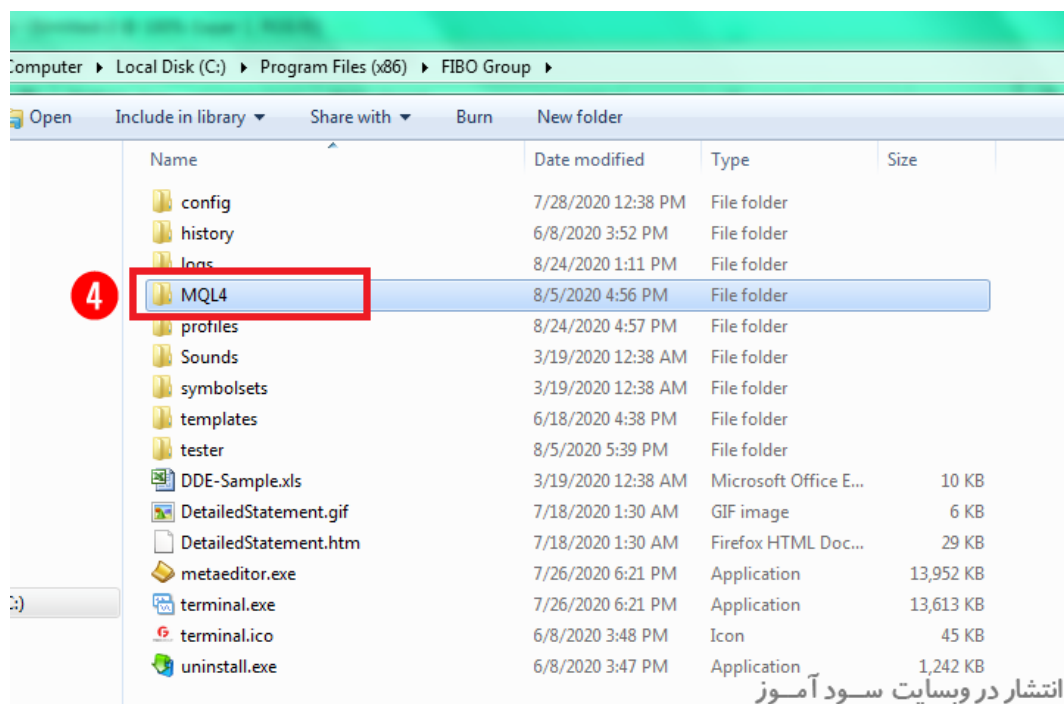 Computer ▸ Local Disk (C:) ▸ Program Files (x86) ▸ FIBO Group ▸
Open Include in library ▾ Share with ▾ Burn New folder
Name Date modified Type Size
config 7/28/2020 12:38 PM File folder
history 6/8/2020 3:52 PM File folder
logs 8/24/2020 1:11 PM File folder
4 MQL4 8/5/2020 4:56 PM File folder
profiles 8/24/2020 4:57 PM File folder
Sounds 3/19/2020 12:38 AM File folder
symbolsets 3/19/2020 12:38 AM File folder
templates 6/18/2020 4:38 PM File folder
tester 8/5/2020 5:39 PM File folder
DDE-Sample.xls 3/19/2020 12:38 AM Microsoft Office E... 10 KB
DetailedStatement.gif 7/18/2020 1:30 AM GIF image 6 KB
DetailedStatement.htm 7/18/2020 1:30 AM Firefox HTML Doc... 29 KB
metaeditor.exe 7/26/2020 6:21 PM Application 13,952 KB
:) terminal.exe 7/26/2020 6:21 PM Application 13,613 KB
terminal.ico 6/8/2020 3:48 PM Icon 45 KB
uninstall.exe 6/8/2020 3:47 PM Application 1,242 KB
انتشار در وبسایت ســود آمــوز